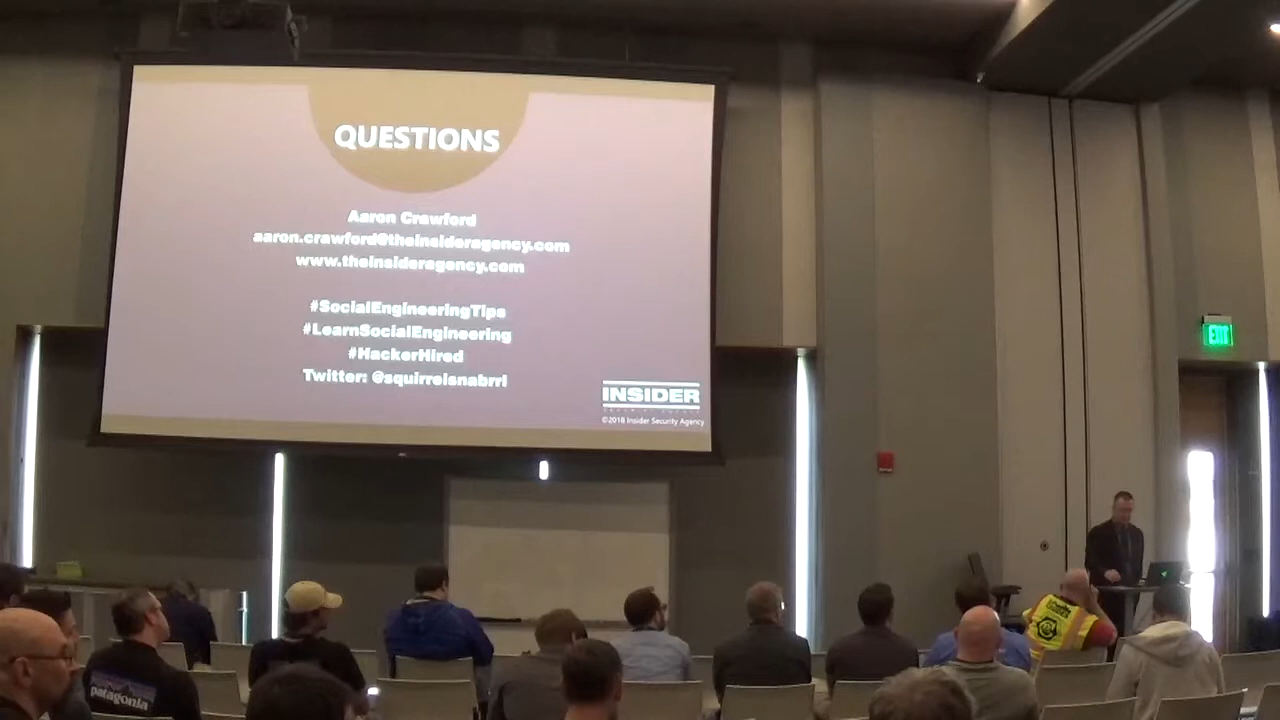 QUESTIONS
Aaron Crawford
aaron.crawford@theinsideragency.com
www.theinsideragency.com
#SocialEngineeringTips
#LearnSocialEngineering
#HackerHired
Twitter: @squirrelsnabrrl
INSIDER
©2018 Insider Security Agency
EXIT
patagonia